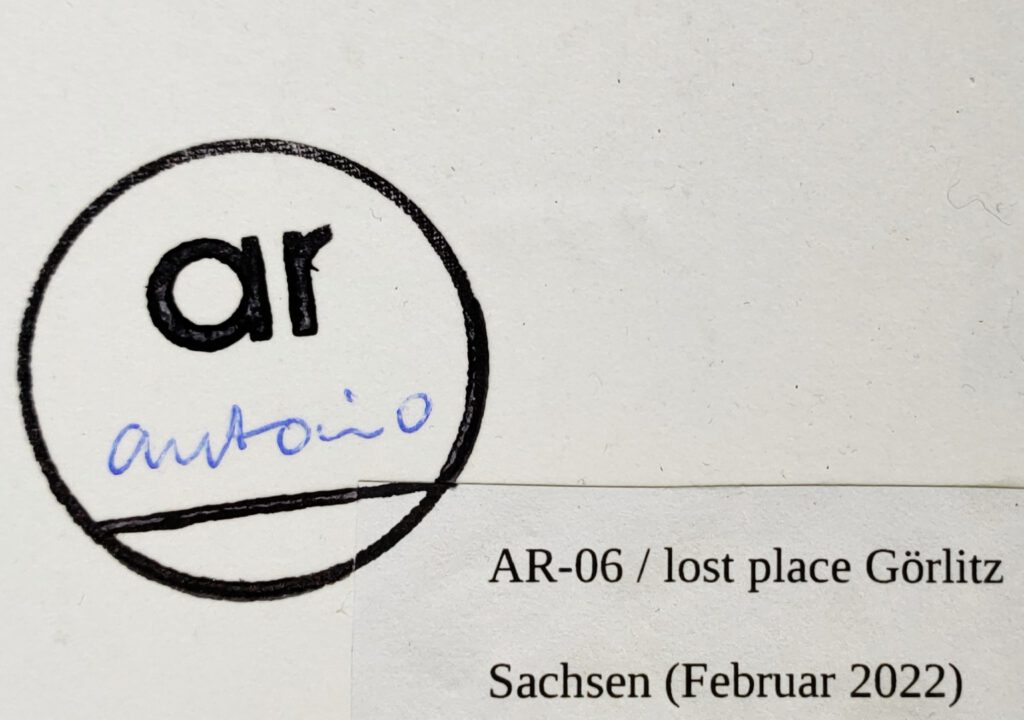 ar
antonio
AR-06 / lost place Görlitz
Sachsen (Februar 2022)